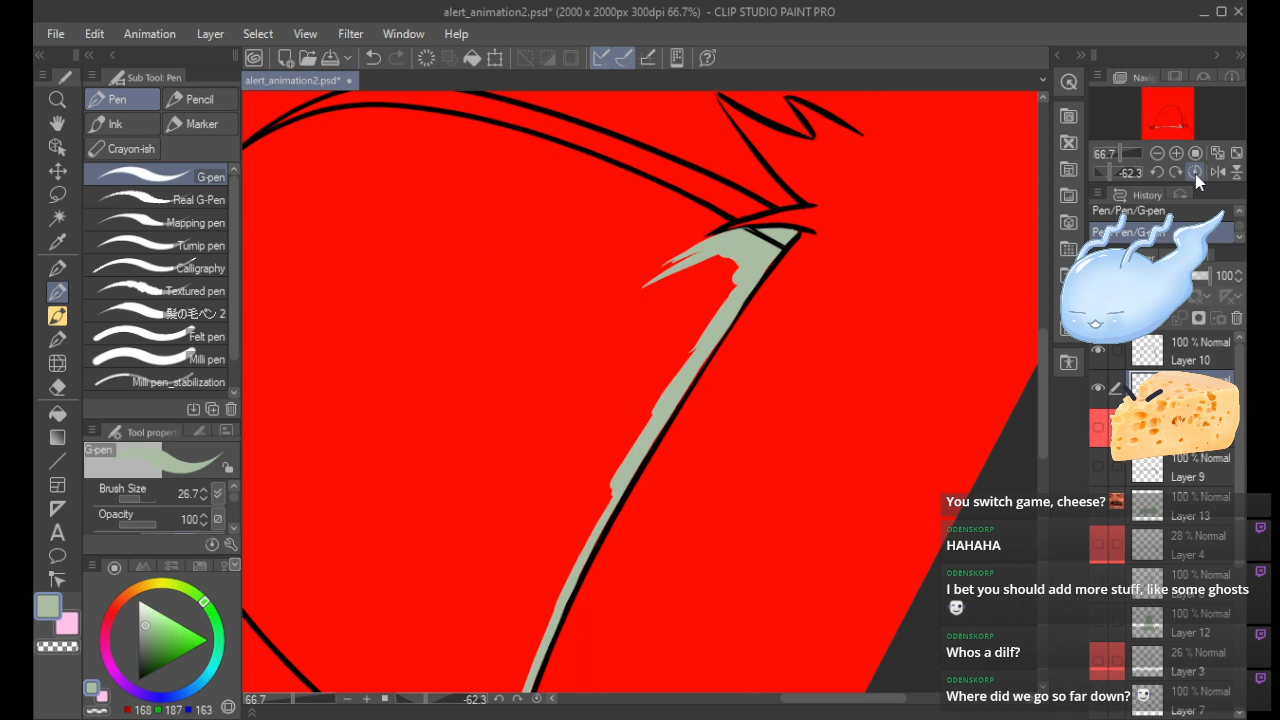 alert_animation2.psd* (2000 x 2000px 300dpi 66.7%) - CLIP STUDIO PAINT PRO
File Edit Animation Layer Select View Filter Window Help
Sub Tool: Pen
alert_animation2.psd*
Pen
Pencil
Ink
Marker
Crayon-ish
G-pen
Real G-Pen
Mapping pen
Turnip pen
Calligraphy
Textured pen
髪の毛ペン 2
Felt pen
Milli pen
Milli pen_stabilization
Tool proper
G-pen
Brush Size 26.7
Opacity 100
168 187 163
66.7
-62.3
Navi
66.7
-62.3
History
Pen/Pen/G-pen
Pen/Pen/G-pen
100
100 % Normal
Layer 10
100 % Normal
Layer 9
100 % Normal
Layer 13
28 % Normal
Layer 4
100 % Normal
100 % Normal
Layer 12
26 % Normal
Layer 3
100 % Normal
Layer 7
You switch game, cheese?
ODENSKORP
HAHAHA
ODENSKORP
I bet you should add more stuff, like some ghosts
ODENSKORP
Whos a dilf?
ODENSKORP
Where did we go so far down?